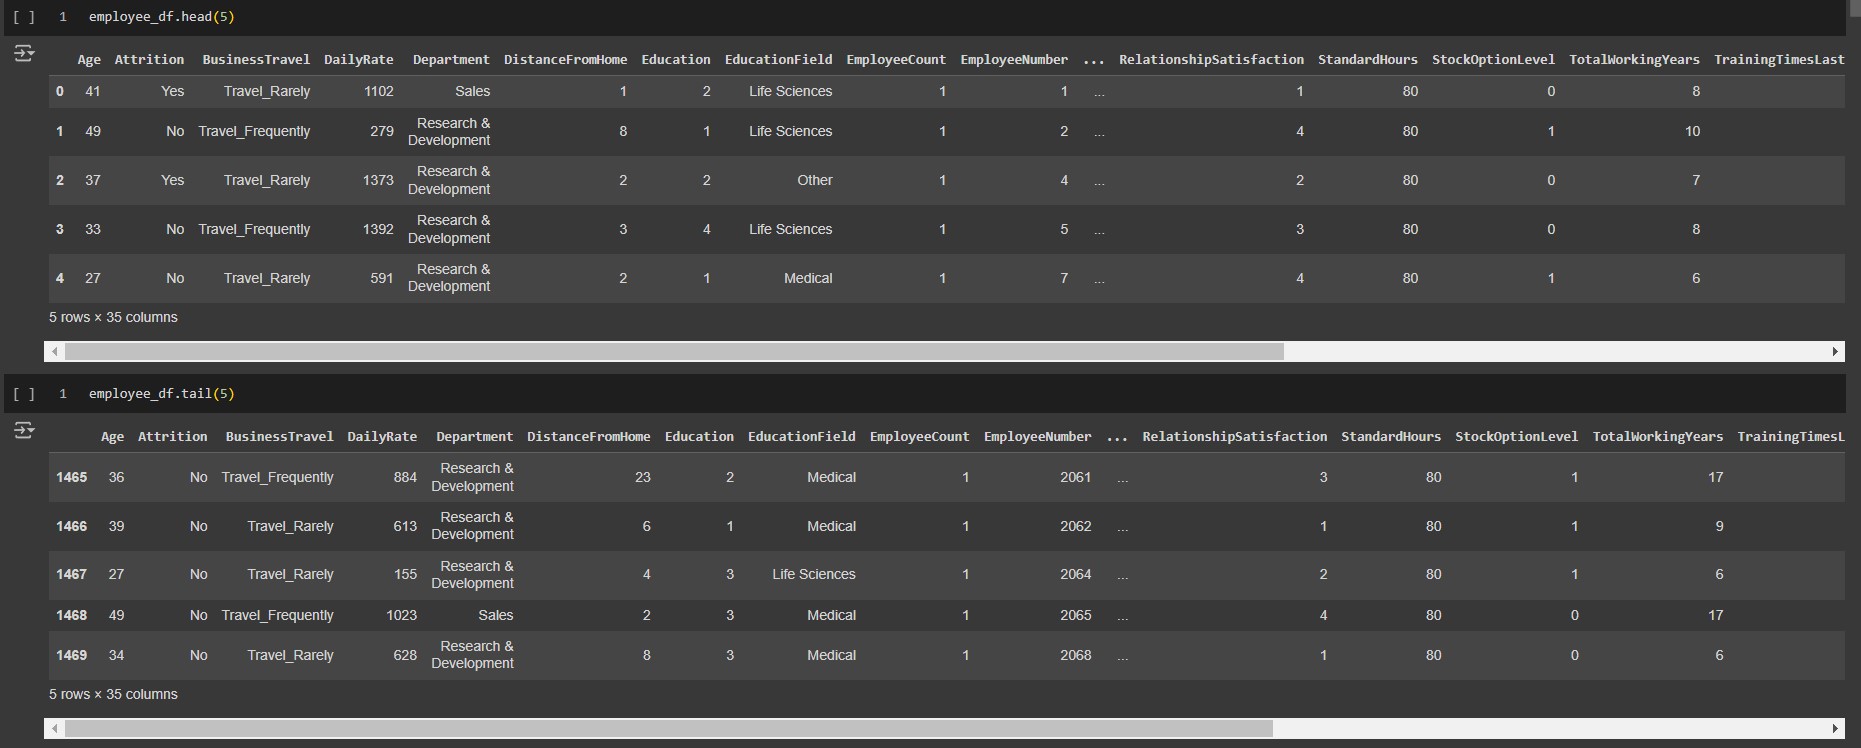 [ ] 1 employee_df.head(5)
Age Attrition BusinessTravel DailyRate Department DistanceFromHome Education EducationField EmployeeCount EmployeeNumber ... RelationshipSatisfaction StandardHours StockOptionLevel TotalWorkingYears TrainingTimesLast
0 41 Yes Travel_Rarely 1102 Sales 1 2 Life Sciences 1 1 ... 1 80 0 8
1 49 No Travel_Frequently 279 Research & Development 8 1 Life Sciences 1 2 ... 4 80 1 10
2 37 Yes Travel_Rarely 1373 Research & Development 2 2 Other 1 4 ... 2 80 0 7
3 33 No Travel_Frequently 1392 Research & Development 3 4 Life Sciences 1 5 ... 3 80 0 8
4 27 No Travel_Rarely 591 Research & Development 2 1 Medical 1 7 ... 4 80 1 6
5 rows × 35 columns
[ ] 1 employee_df.tail(5)
Age Attrition BusinessTravel DailyRate Department DistanceFromHome Education EducationField EmployeeCount EmployeeNumber ... RelationshipSatisfaction StandardHours StockOptionLevel TotalWorkingYears TrainingTimesL
1465 36 No Travel_Frequently 884 Research & Development 23 2 Medical 1 2061 ... 3 80 1 17
1466 39 No Travel_Rarely 613 Research & Development 6 1 Medical 1 2062 ... 1 80 1 9
1467 27 No Travel_Rarely 155 Research & Development 4 3 Life Sciences 1 2064 ... 2 80 1 6
1468 49 No Travel_Frequently 1023 Sales 2 3 Medical 1 2065 ... 4 80 0 17
1469 34 No Travel_Rarely 628 Research & Development 8 3 Medical 1 2068 ... 1 80 0 6
5 rows × 35 columns